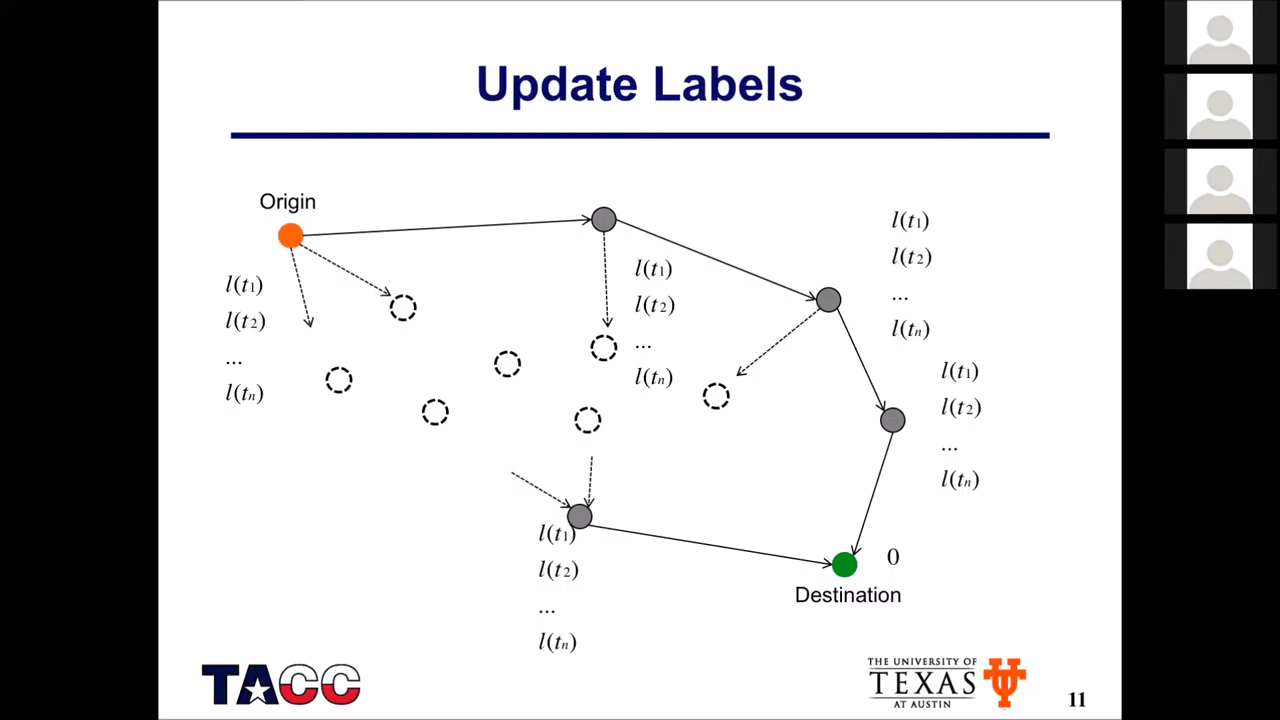 Update Labels
Origin
l(t1)
l(t2)
...
l(tn)
l(t1)
l(t2)
...
l(tn)
l(t1)
l(t2)
...
l(tn)
l(t1)
l(t2)
...
l(tn)
l(t1)
l(t2)
...
l(tn)
0
Destination
TACC
THE UNIVERSITY OF
TEXAS
AT AUSTIN
11